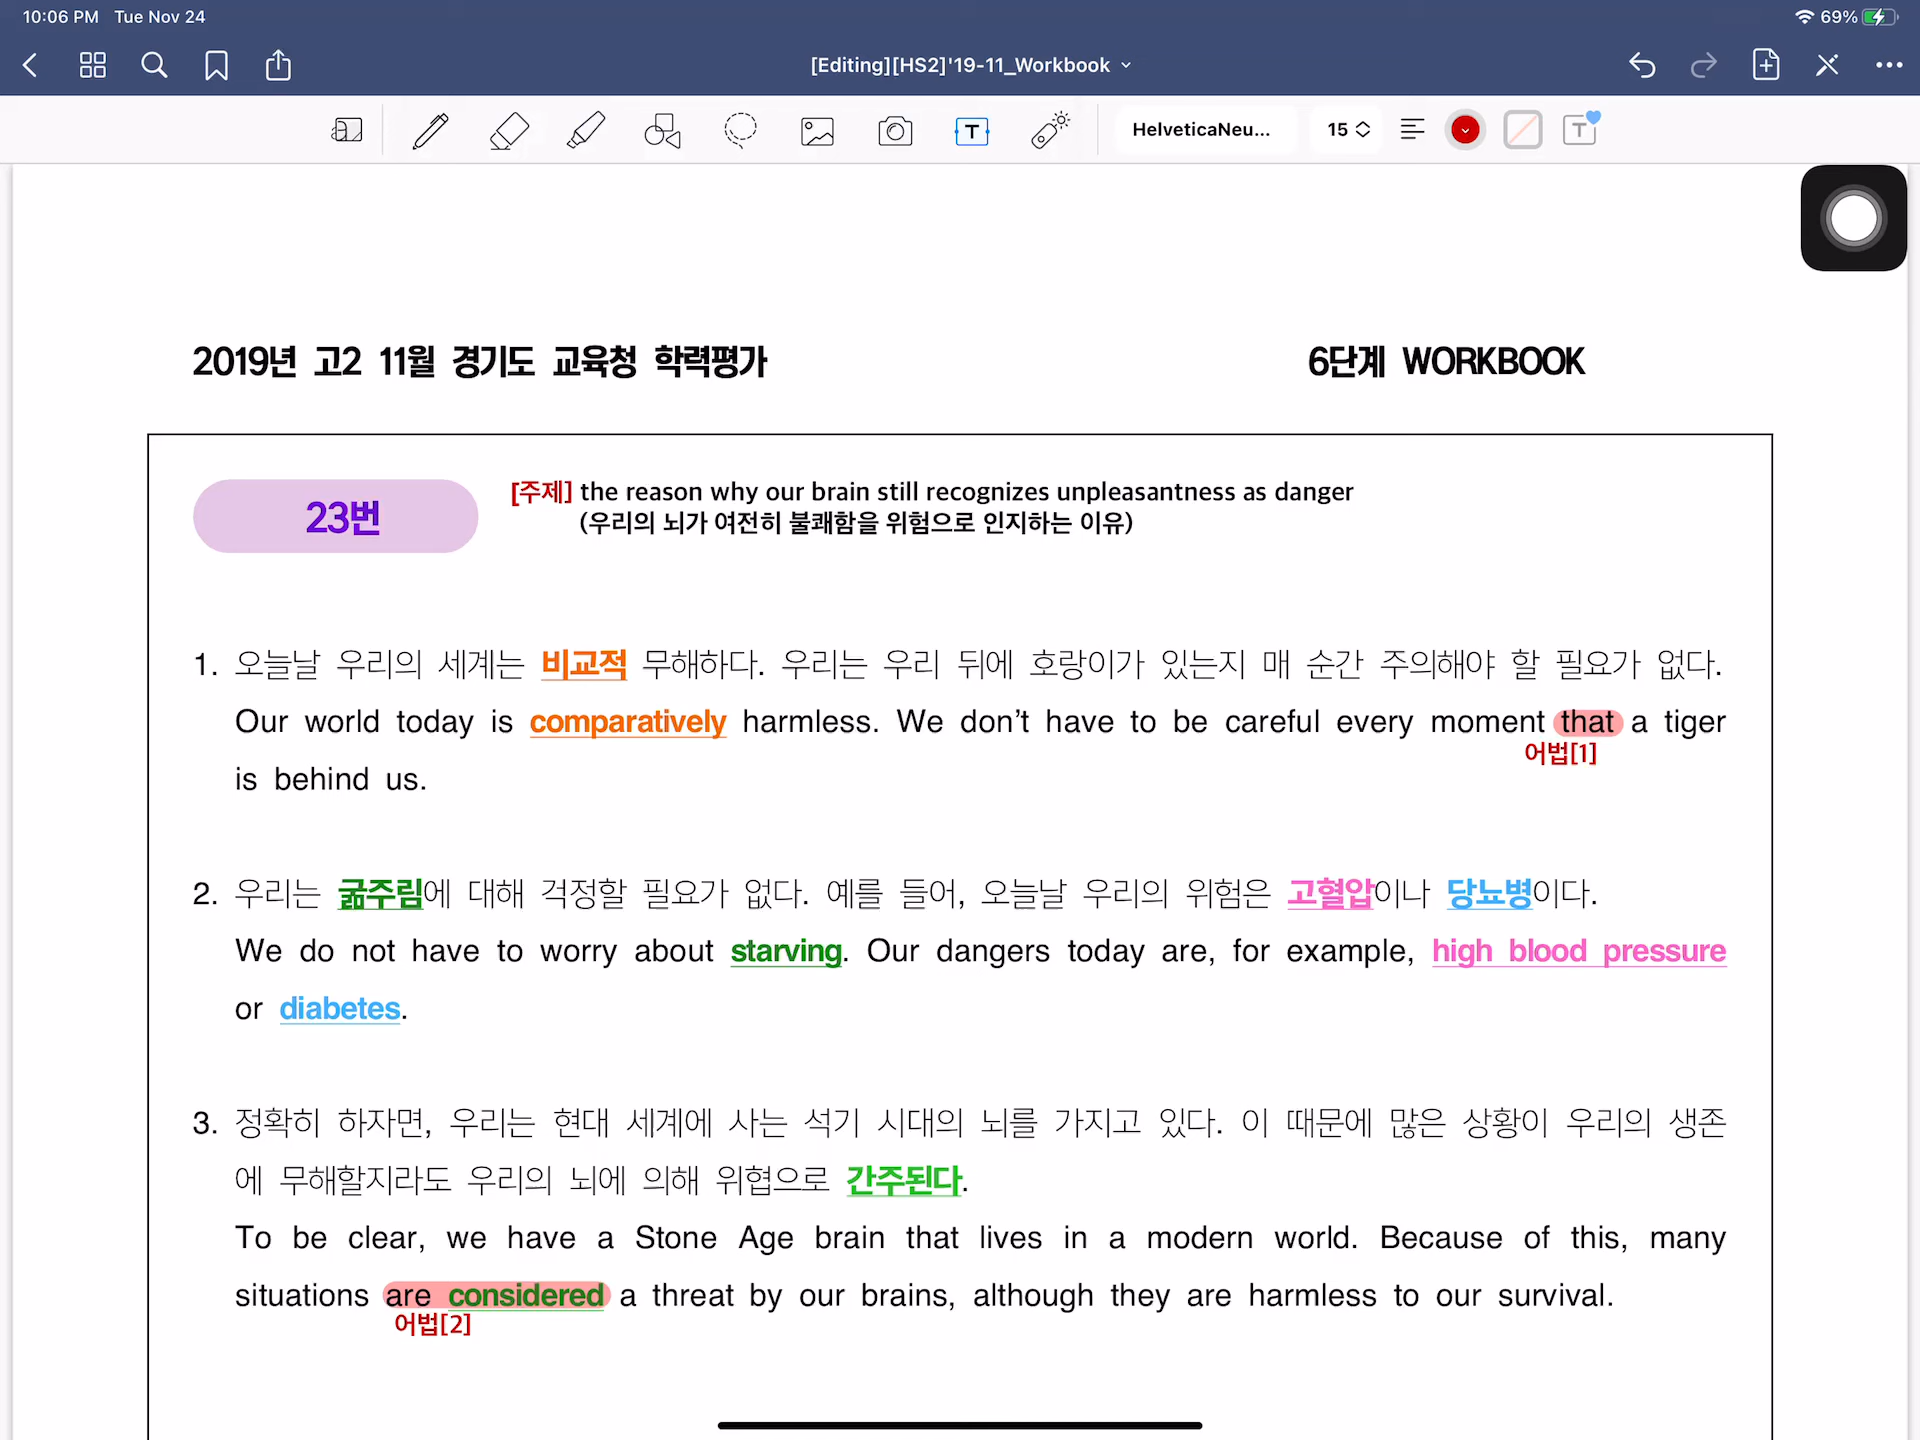 10:06 PM Tue Nov 24
69%
[Editing][HS2]'19-11_Workbook
HelveticaNeu... 15
2019년 고2 11월 경기도 교육청 학력평가 6단계 WORKBOOK
23번
[주제] the reason why our brain still recognizes unpleasantness as danger
(우리의 뇌가 여전히 불쾌함을 위험으로 인지하는 이유)
1. 오늘날 우리의 세계는 비교적 무해하다. 우리는 우리 뒤에 호랑이가 있는지 매 순간 주의해야 할 필요가 없다.
Our world today is comparatively harmless. We don't have to be careful every moment that a tiger
어법[1]
is behind us.
2. 우리는 굶주림에 대해 걱정할 필요가 없다. 예를 들어, 오늘날 우리의 위험은 고혈압이나 당뇨병이다.
We do not have to worry about starving. Our dangers today are, for example, high blood pressure
or diabetes.
3. 정확히 하자면, 우리는 현대 세계에 사는 석기 시대의 뇌를 가지고 있다. 이 때문에 많은 상황이 우리의 생존
에 무해할지라도 우리의 뇌에 의해 위협으로 간주된다.
To be clear, we have a Stone Age brain that lives in a modern world. Because of this, many
situations are considered a threat by our brains, although they are harmless to our survival.
어법[2]